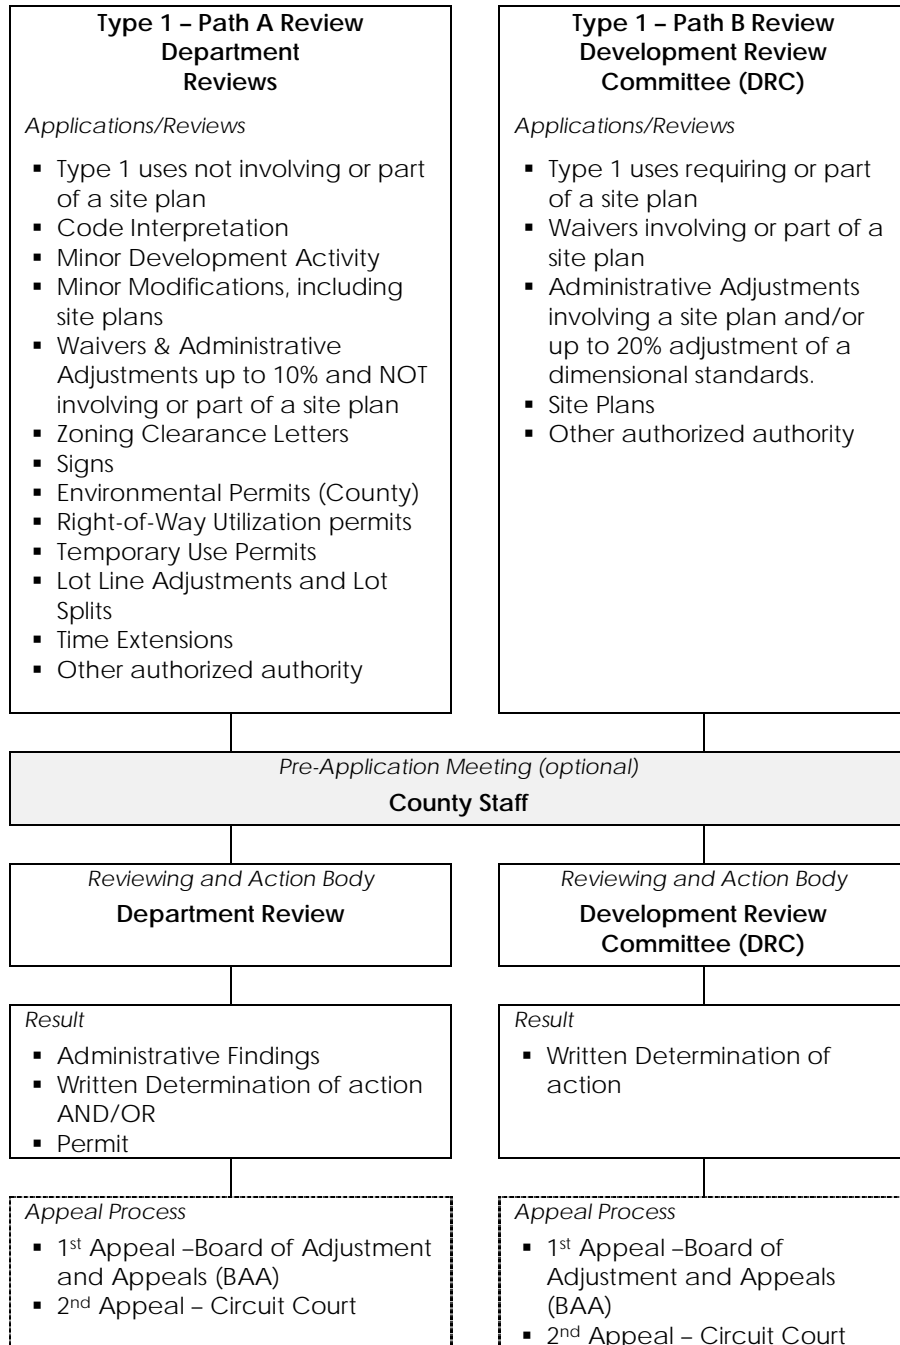 Type 1 – Path A Review
Department
Reviews
Applications/Reviews
▪ Type 1 uses not involving or part
of a site plan
▪ Code Interpretation
▪ Minor Development Activity
▪ Minor Modifications, including
site plans
▪ Waivers & Administrative
Adjustments up to 10% and NOT
involving or part of a site plan
▪ Zoning Clearance Letters
▪ Signs
▪ Environmental Permits (County)
▪ Right-of-Way Utilization permits
▪ Temporary Use Permits
▪ Lot Line Adjustments and Lot
Splits
▪ Time Extensions
▪ Other authorized authority
Type 1 – Path B Review
Development Review
Committee (DRC)
Applications/Reviews
▪ Type 1 uses requiring or part
of a site plan
▪ Waivers involving or part of a
site plan
▪ Administrative Adjustments
involving a site plan and/or
up to 20% adjustment of a
dimensional standards.
▪ Site Plans
▪ Other authorized authority
Pre-Application Meeting (optional)
County Staff
Reviewing and Action Body
Department Review
Reviewing and Action Body
Development Review
Committee (DRC)
Result
▪ Administrative Findings
▪ Written Determination of action
AND/OR
▪ Permit
Result
▪ Written Determination of
action
Appeal Process
▪ 1st Appeal –Board of Adjustment
and Appeals (BAA)
▪ 2nd Appeal – Circuit Court
Appeal Process
▪ 1st Appeal –Board of
Adjustment and Appeals
(BAA)
▪ 2nd Appeal – Circuit Court